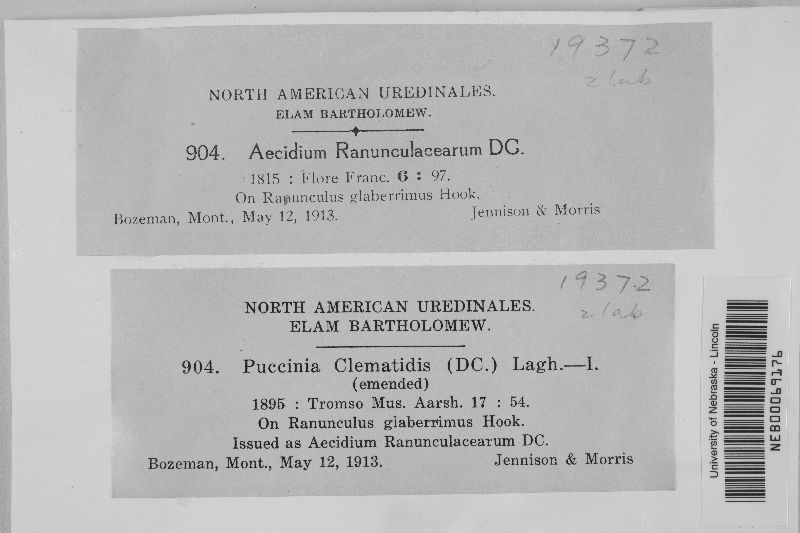 19372
2 lab
NORTH AMERICAN UREDINALES.
ELAM BARTHOLOMEW.
904. Aecidium Ranunculacearum DC.
1815 : Flore Franc. 6 : 97.
On Ranunculus glaberrimus Hook.
Bozeman, Mont., May 12, 1913. Jennison & Morris
19372
2 lab
NORTH AMERICAN UREDINALES.
ELAM BARTHOLOMEW.
904. Puccinia Clematidis (DC.) Lagh.—I.
(emended)
1895 : Tromso Mus. Aarsh. 17 : 54.
On Ranunculus glaberrimus Hook.
Issued as Aecidium Ranunculacearum DC.
Bozeman, Mont., May 12, 1913. Jennison & Morris
University of Nebraska - Lincoln
NEB00069176